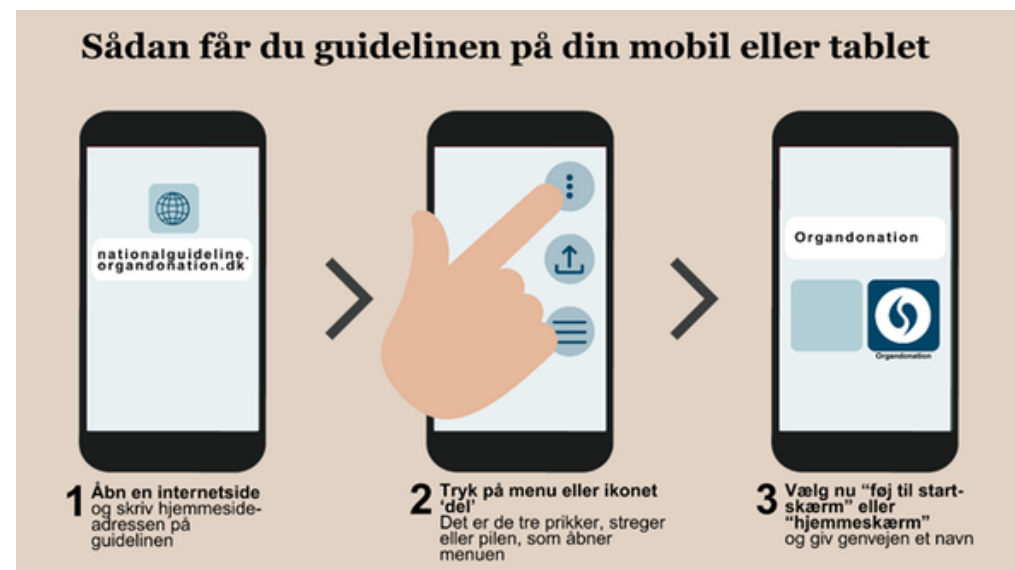 Sådan får du guidelinen på din mobil eller tablet
nationalguideline.
organdonation.dk
Organdonation
Organdonation
1 Åbn en internetside
og skriv hjemmeside-
adressen på
guidelinen
2 Tryk på menu eller ikonet
‘del’
Det er de tre prikker, streger
eller pilen, som åbner
menuen
3 Vælg nu “føj til start-
skærm” eller
“hjemmeskærm”
og giv genvejen et navn